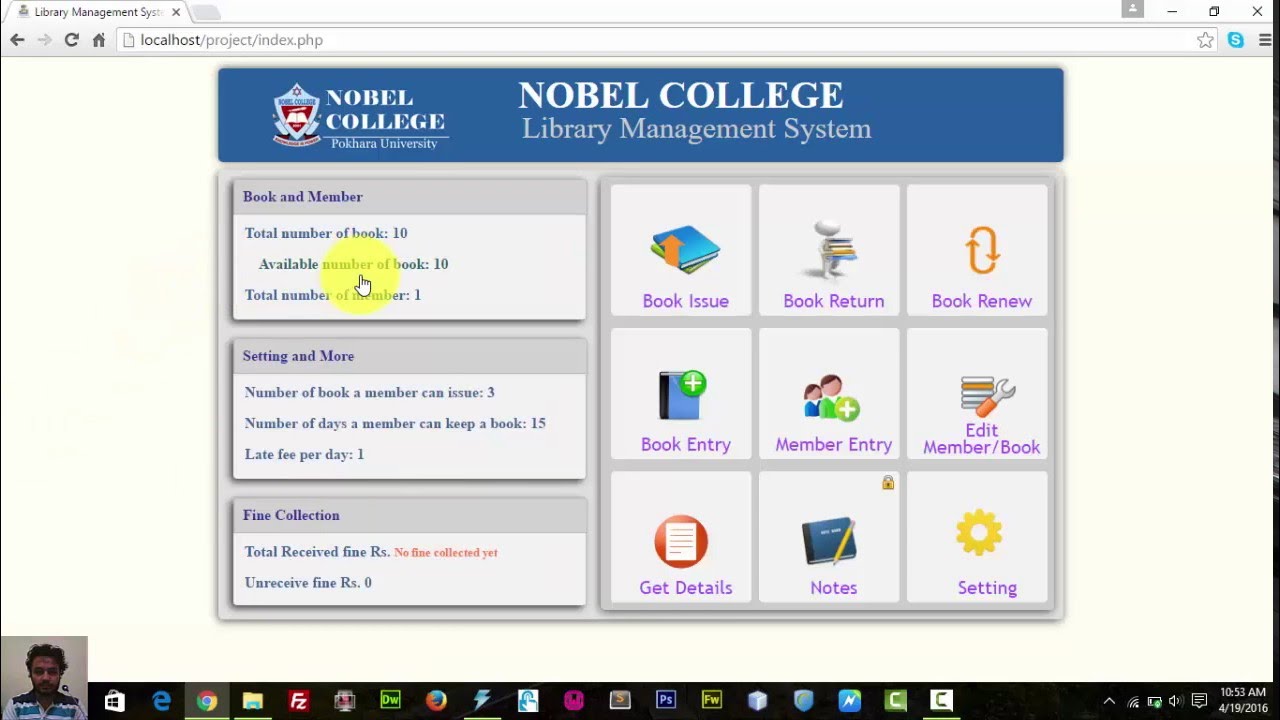 Library Management Syst
localhost/project/index.php
NOBEL
COLLEGE
Pokhara University
NOBEL COLLEGE
Library Management System
Book and Member
Total number of book: 10
Available number of book: 10
Total number of member: 1
Setting and More
Number of book a member can issue: 3
Number of days a member can keep a book: 15
Late fee per day: 1
Fine Collection
Total Received fine Rs. No fine collected yet
Unreceive fine Rs. 0
Book Issue
Book Return
Book Renew
Book Entry
Member Entry
Edit
Member/Book
Get Details
Notes
Setting
Dw
Ps
Fw
10:53 AM
4/19/2016